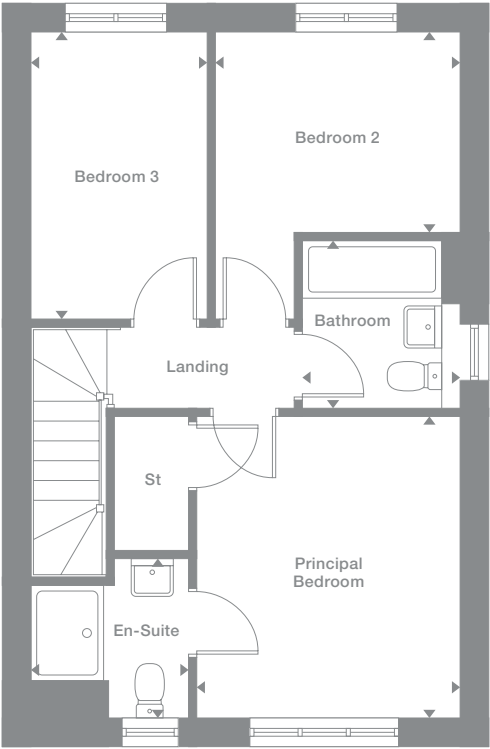 Bedroom 2
Bedroom 3
Bathroom
Landing
St
Principal
Bedroom
En-Suite